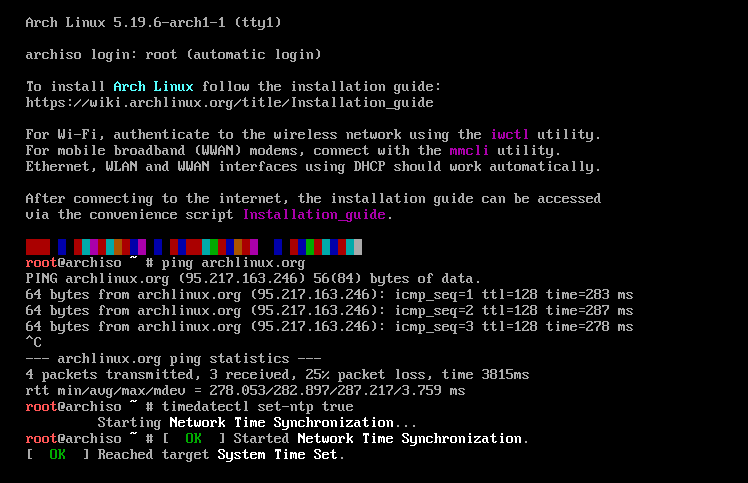 Arch Linux 5.19.6-arch1-1 (tty1)
archiso login: root (automatic login)
To install Arch Linux follow the installation guide:
https://wiki.archlinux.org/title/Installation_guide
For Wi-Fi, authenticate to the wireless network using the iwctl utility.
For mobile broadband (WWAN) modems, connect with the mmcli utility.
Ethernet, WLAN and WWAN interfaces using DHCP should work automatically.
After connecting to the internet, the installation guide can be accessed
via the convenience script Installation_guide.
root@archiso ~ # ping archlinux.org
PING archlinux.org (95.217.163.246) 56(84) bytes of data.
64 bytes from archlinux.org (95.217.163.246): icmp_seq=1 ttl=128 time=283 ms
64 bytes from archlinux.org (95.217.163.246): icmp_seq=2 ttl=128 time=287 ms
64 bytes from archlinux.org (95.217.163.246): icmp_seq=3 ttl=128 time=278 ms
^C
--- archlinux.org ping statistics ---
4 packets transmitted, 3 received, 25% packet loss, time 3815ms
rtt min/avg/max/mdev = 278.053/282.897/287.217/3.759 ms
root@archiso ~ # timedatectl set-ntp true
Starting Network Time Synchronization...
root@archiso ~ # [  OK  ] Started Network Time Synchronization.
[  OK  ] Reached target System Time Set.